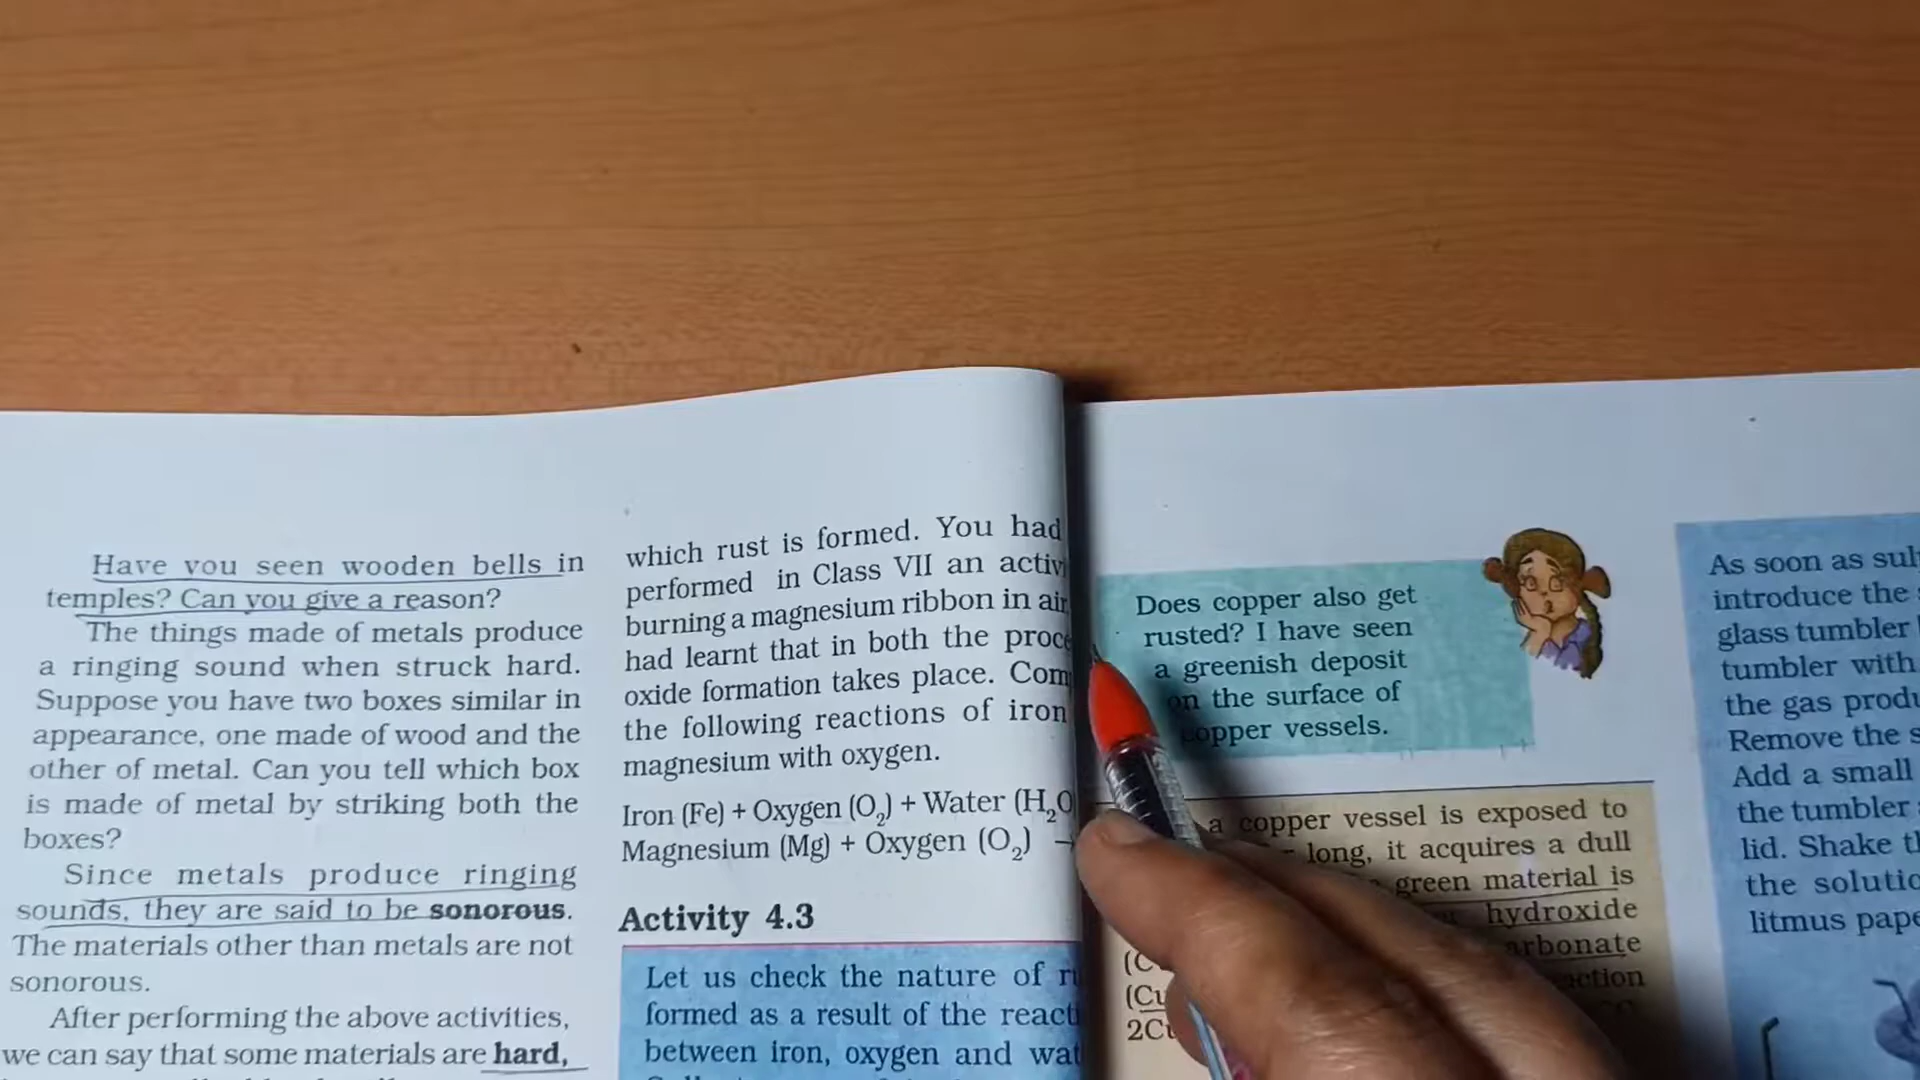 Have you seen wooden bells in
temples? Can you give a reason?
The things made of metals produce
a ringing sound when struck hard.
Suppose you have two boxes similar in
appearance, one made of wood and the
other of metal. Can you tell which box
is made of metal by striking both the
boxes?
Since metals produce ringing
sounds, they are said to be sonorous.
The materials other than metals are not
sonorous.
After performing the above activities,
we can say that some materials are hard,
which rust is formed. You had
performed in Class VII an activ
burning a magnesium ribbon in air
had learnt that in both the proce
oxide formation takes place. Com
the following reactions of iron
magnesium with oxygen.
Iron (Fe) + Oxygen (O₂) + Water (H₂O
Magnesium (Mg) + Oxygen (O₂) →
Activity 4.3
Let us check the nature of ru
formed as a result of the reacti
between iron, oxygen and wat
Does copper also get
rusted? I have seen
a greenish deposit
on the surface of
copper vessels.
a copper vessel is exposed to
long, it acquires a dull
green material is
hydroxide
arbonate
(Cu
action
2Cu
As soon as sul
introduce the
glass tumbler
tumbler with
the gas produ
Remove the s
Add a small
the tumbler
lid. Shake th
the solutio
litmus pape